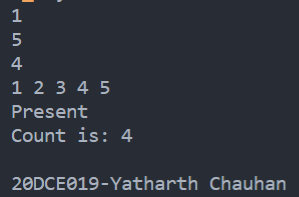 1
5
4
1 2 3 4 5
Present
Count is: 4
20DCE019-Yatharth Chauhan